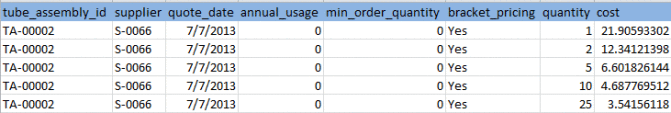 tube_assembly_id supplier quote_date annual_usage min_order_quantity bracket_pricing quantity cost
TA-00002 S-0066 7/7/2013 0 0 Yes 1 21.90593302
TA-00002 S-0066 7/7/2013 0 0 Yes 2 12.34121398
TA-00002 S-0066 7/7/2013 0 0 Yes 5 6.601826144
TA-00002 S-0066 7/7/2013 0 0 Yes 10 4.687769512
TA-00002 S-0066 7/7/2013 0 0 Yes 25 3.54156118